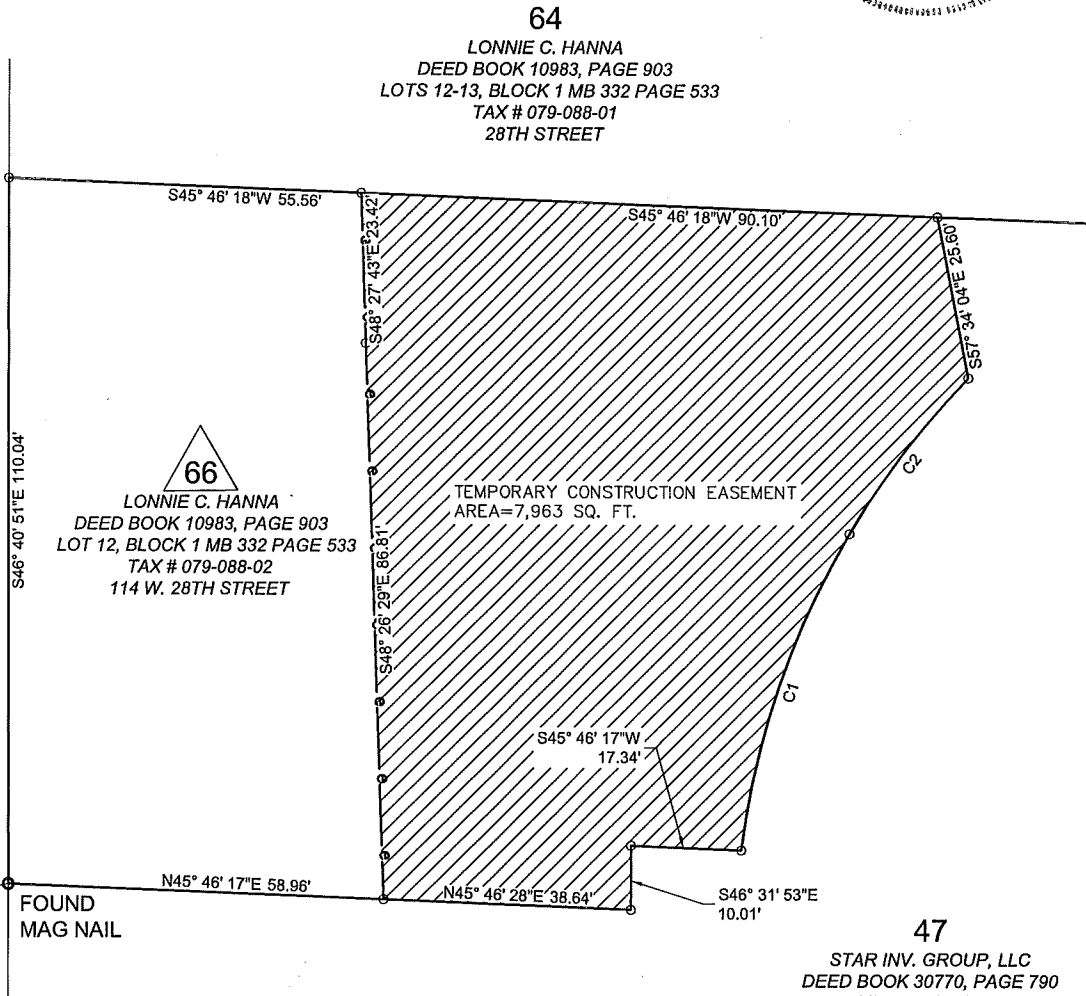 64
LONNIE C. HANNA
DEED BOOK 10983, PAGE 903
LOTS 12-13, BLOCK 1 MB 332 PAGE 533
TAX # 079-088-01
28TH STREET
S45° 46' 18"W 55.56'
S45° 46' 18"W 90.10'
S48° 27' 43"E 23.42'
S57° 34' 04"E 25.60'
C2
S46° 40' 51"E 110.04'
66
LONNIE C. HANNA
DEED BOOK 10983, PAGE 903
LOT 12, BLOCK 1 MB 332 PAGE 533
TAX # 079-088-02
114 W. 28TH STREET
TEMPORARY CONSTRUCTION EASEMENT
AREA=7,963 SQ. FT.
S48° 26' 29"E 86.81'
e
e
e
e
e
e
e
e
C1
S45° 46' 17"W
17.34'
N45° 46' 17"E 58.96'
N45° 46' 28"E 38.64'
S46° 31' 53"E
10.01'
FOUND
MAG NAIL
47
STAR INV. GROUP, LLC
DEED BOOK 30770, PAGE 790